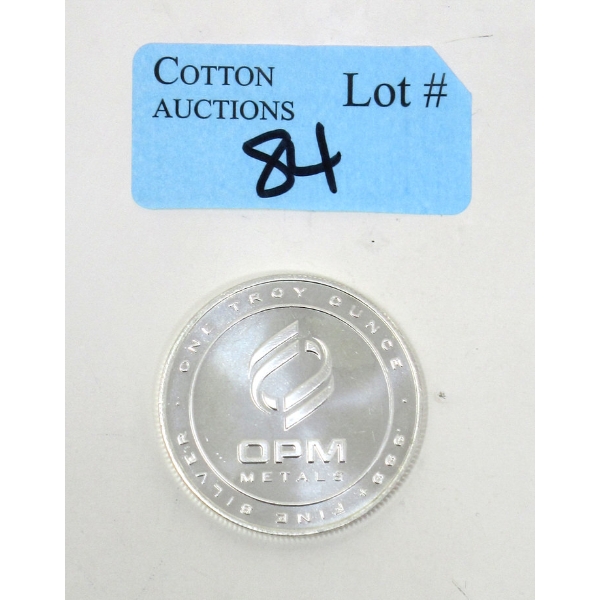 COTTON
AUCTIONS
Lot #
84
ONE TROY OUNCE · .999+ FINE SILVER ·
OPM
METALS